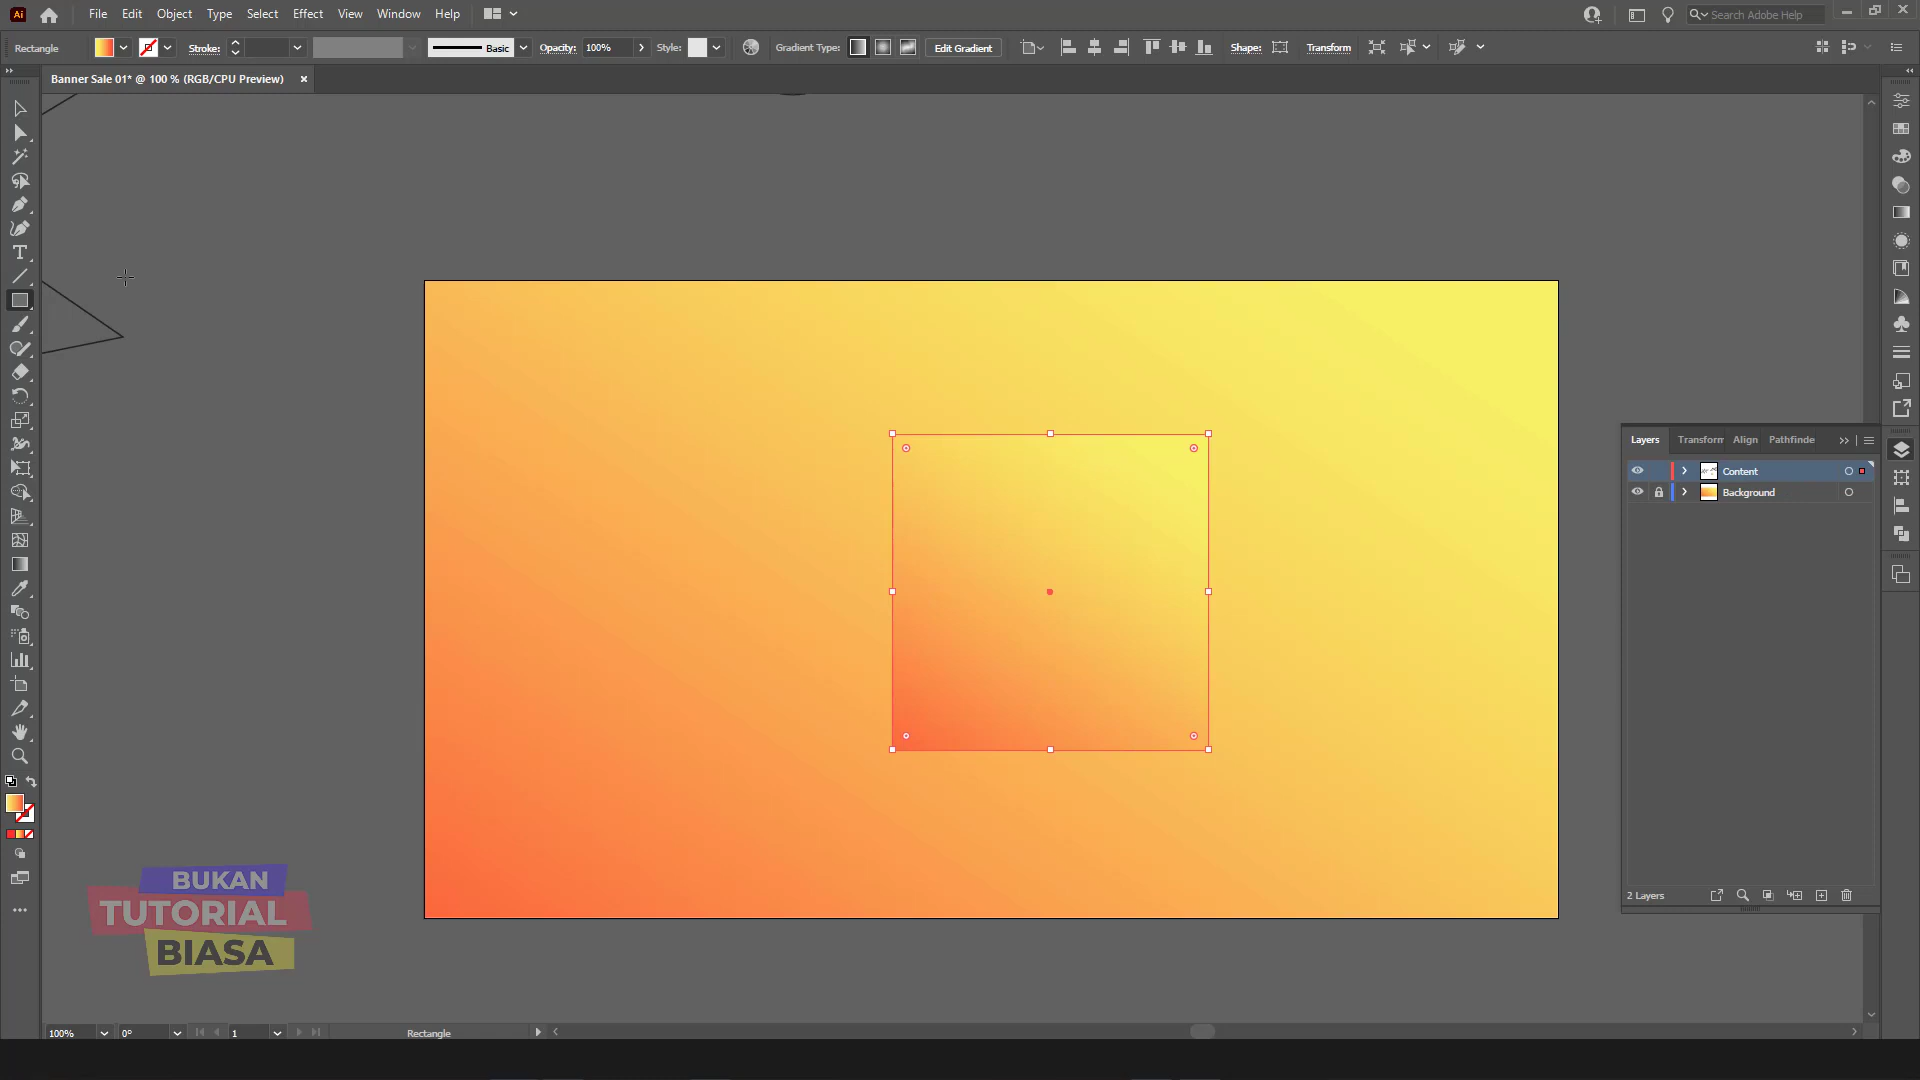 Ai File Edit Object Type Select Effect View Window Help Search Adobe Help
Rectangle Stroke: Basic Opacity: 100% Style: Gradient Type: Edit Gradient Shape: Transform
Banner Sale 01* @ 100 % (RGB/CPU Preview)
Layers Transform Align Pathfinde
Content
Background
2 Layers
BUKAN
TUTORIAL
BIASA
100% 0° 1 Rectangle